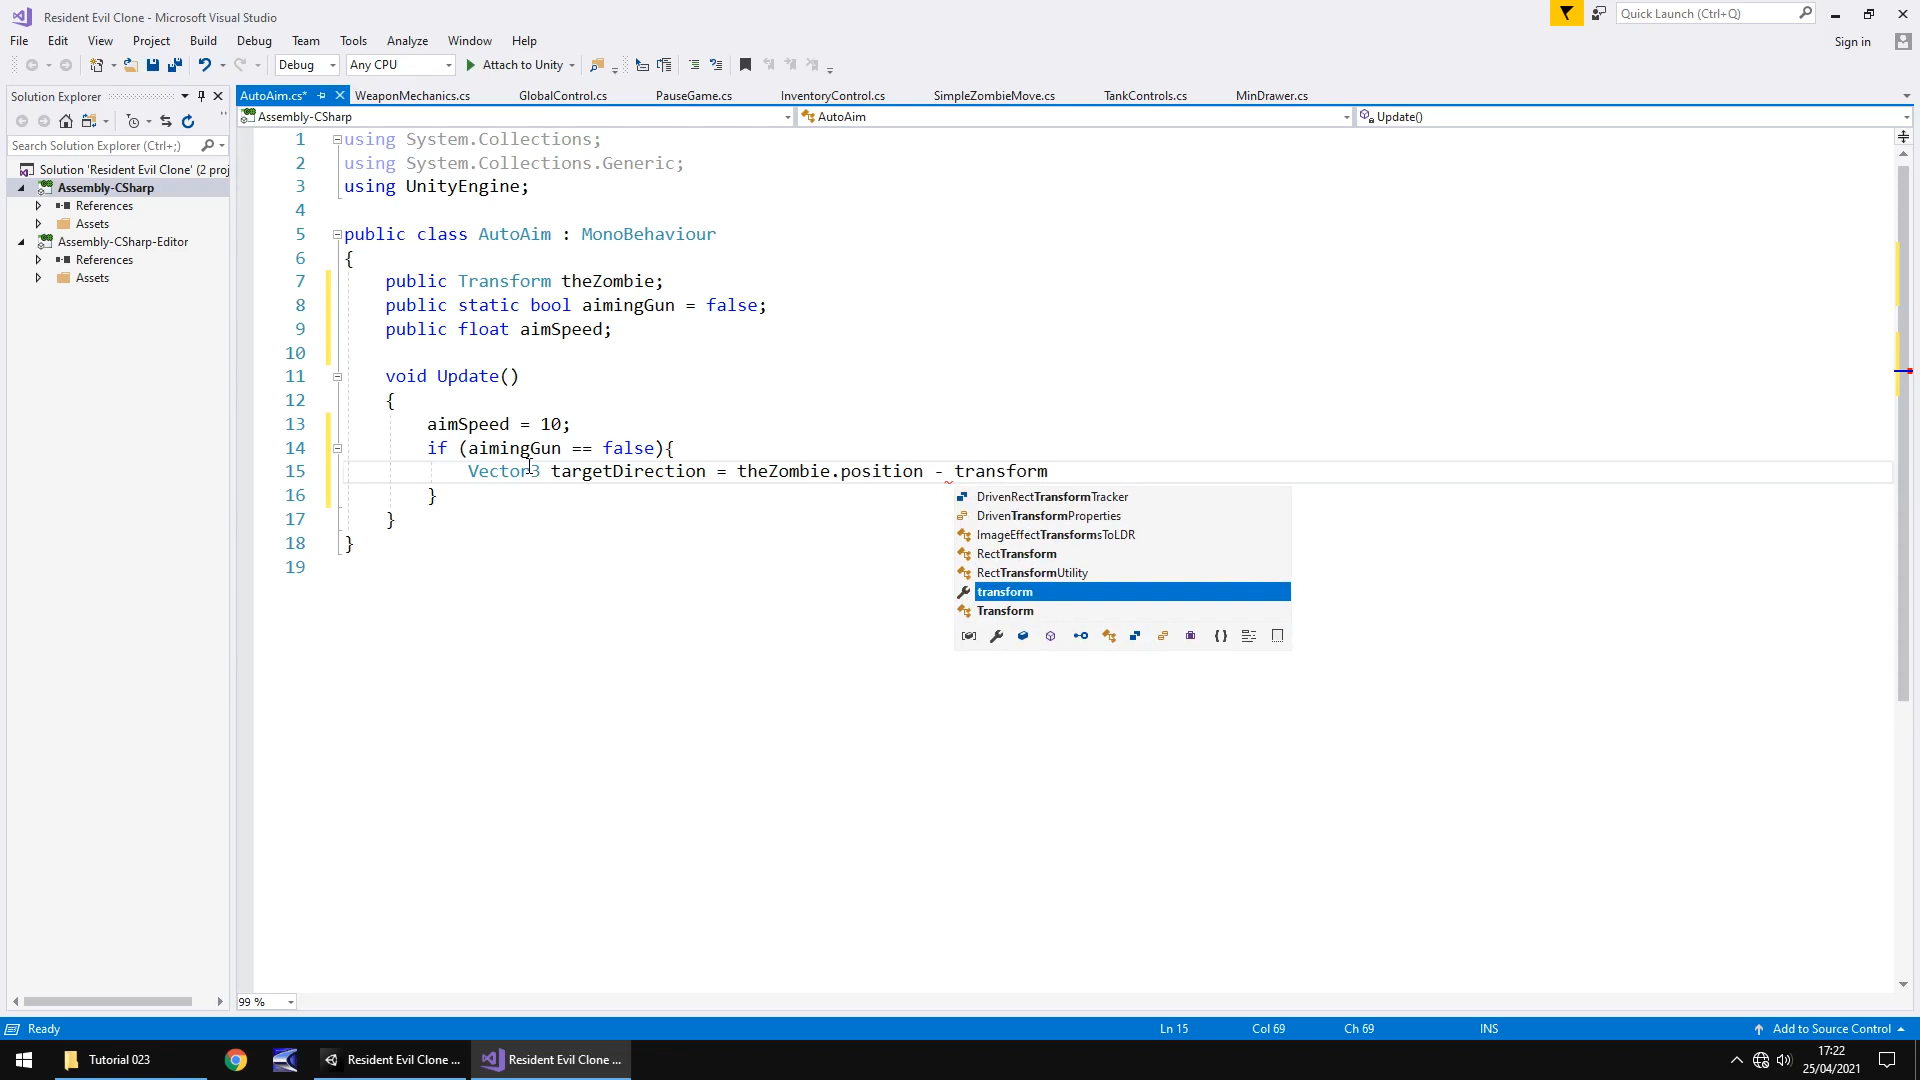 Resident Evil Clone - Microsoft Visual Studio
Quick Launch (Ctrl+Q)
File Edit View Project Build Debug Team Tools Analyze Window Help
Sign in
Debug Any CPU Attach to Unity
Solution Explorer
AutoAim.cs* WeaponMechanics.cs GlobalControl.cs PauseGame.cs InventoryControl.cs SimpleZombieMove.cs TankControls.cs MinDrawer.cs
Assembly-CSharp AutoAim Update()
Search Solution Explorer (Ctrl+;)
Solution 'Resident Evil Clone' (2 proj
Assembly-CSharp
References
Assets
Assembly-CSharp-Editor
References
Assets
1 using System.Collections;
2 using System.Collections.Generic;
3 using UnityEngine;
4
5 public class AutoAim : MonoBehaviour
6 {
7 public Transform theZombie;
8 public static bool aimingGun = false;
9 public float aimSpeed;
10
11 void Update()
12 {
13 aimSpeed = 10;
14 if (aimingGun == false){
15 Vector3 targetDirection = theZombie.position - transform
16 }
17 }
18 }
19
DrivenRectTransformTracker
DrivenTransformProperties
ImageEffectTransformsToLDR
RectTransform
RectTransformUtility
transform
Transform
99 %
Ready Ln 15 Col 69 Ch 69 INS Add to Source Control
Tutorial 023 Resident Evil Clone ... Resident Evil Clone ...
17:22
25/04/2021